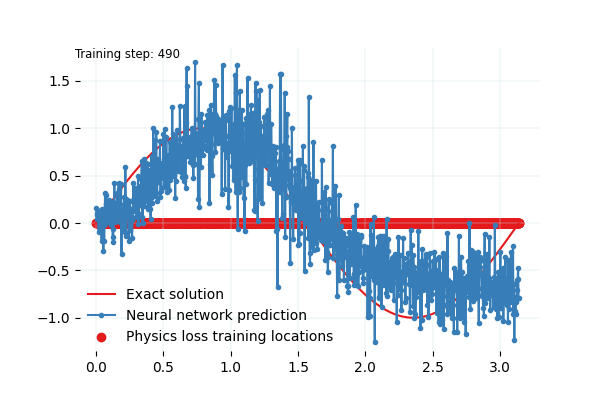 Training step: 490
1.5
1.0
0.5
0.0
−0.5
−1.0
Exact solution
Neural network prediction
Physics loss training locations
0.0 0.5 1.0 1.5 2.0 2.5 3.0